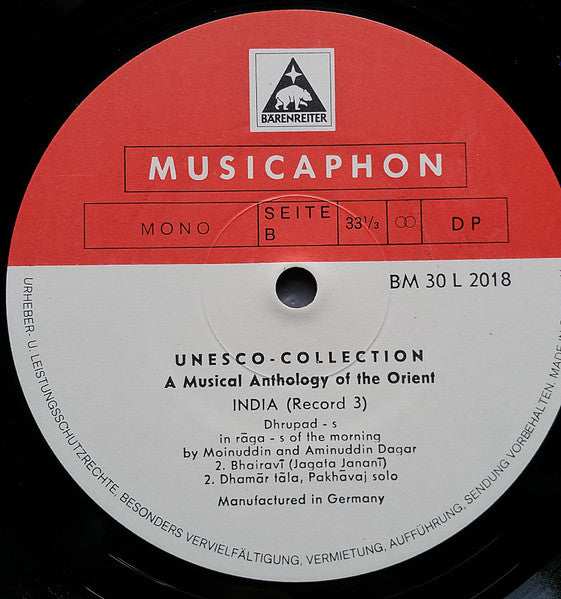 BÄRENREITER
MUSICAPHON
MONO
SEITE
B
33 1/3
DP
BM 30 L 2018
UNESCO-COLLECTION
A Musical Anthology of the Orient
INDIA (Record 3)
Dhrupad - s
in rāga - s of the morning
by Moinuddin and Aminuddin Dagar
2. Bhairavī (Jagata Jananī)
2. Dhamār tāla, Pakhāvaj solo
Manufactured in Germany
URHEBER- U. LEISTUNGSSCHUTZRECHTE, BESONDERS VERVIELFÄLTIGUNG, VERMIETUNG, AUFFÜHRUNG, SENDUNG VORBEHALTEN. MADE IN